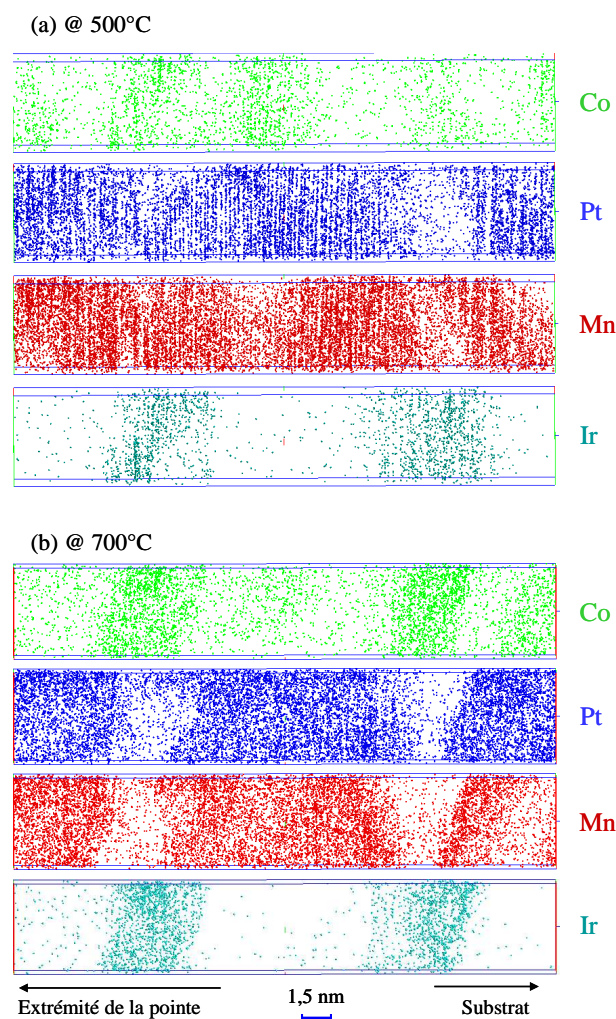 (a) @ 500°C
Co
Pt
Mn
Ir
(b) @ 700°C
Co
Pt
Mn
Ir
Extrémité de la pointe
1,5 nm
Substrat